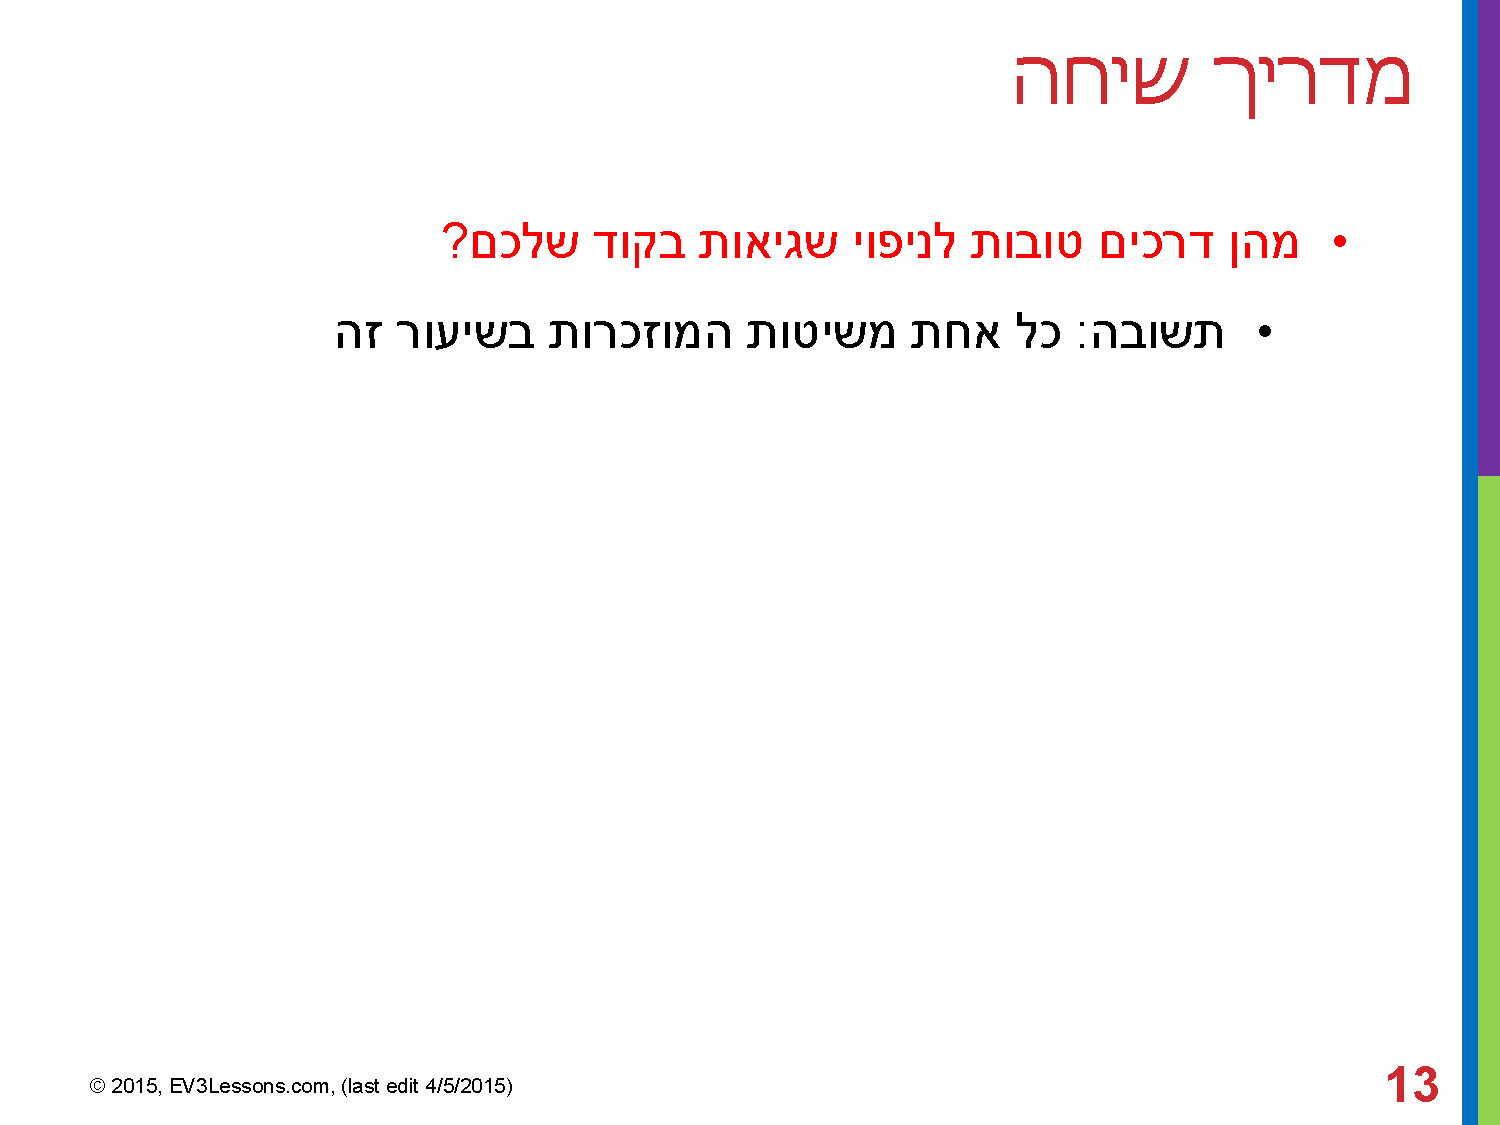 מדריך שיחה
• מהן דרכים טובות לניפוי שגיאות בקוד שלכם?
• תשובה: כל אחת משיטות המוזכרות בשיעור זה
© 2015, EV3Lessons.com, (last edit 4/5/2015)
13